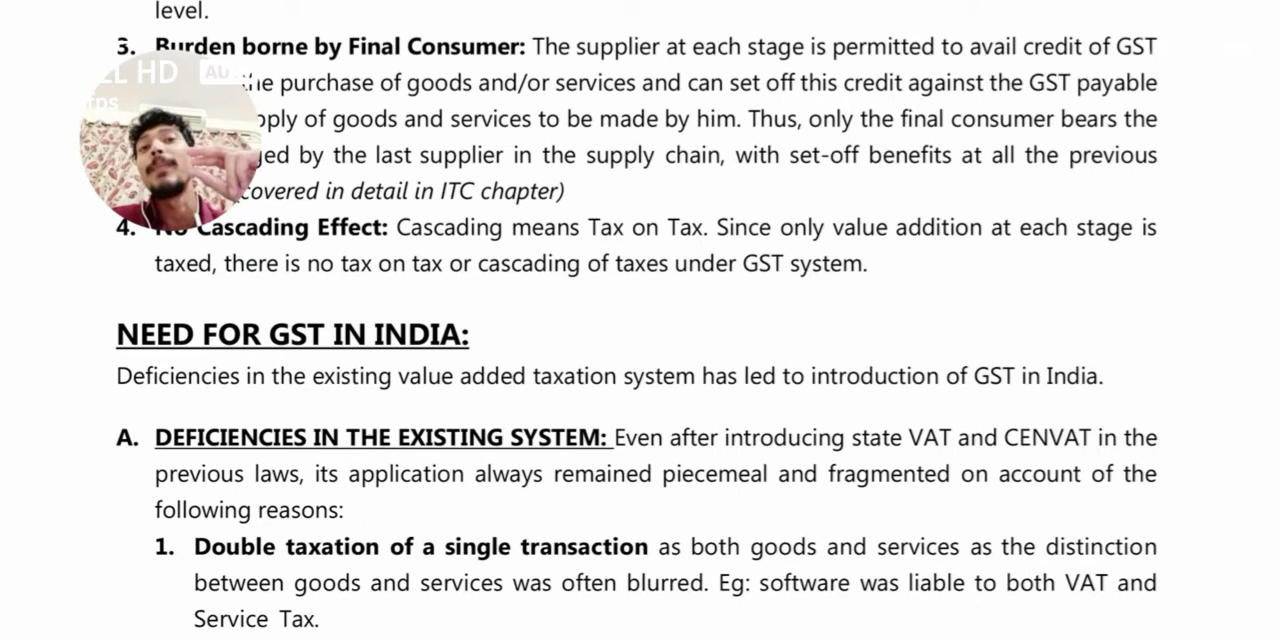 level.
3. Burden borne by Final Consumer: The supplier at each stage is permitted to avail credit of GST
HD AU
the purchase of goods and/or services and can set off this credit against the GST payable
of goods and services to be made by him. Thus, only the final consumer bears the
by the last supplier in the supply chain, with set-off benefits at all the previous
covered in detail in ITC chapter)
4. No Cascading Effect: Cascading means Tax on Tax. Since only value addition at each stage is
taxed, there is no tax on tax or cascading of taxes under GST system.
NEED FOR GST IN INDIA:
Deficiencies in the existing value added taxation system has led to introduction of GST in India.
A. DEFICIENCIES IN THE EXISTING SYSTEM: Even after introducing state VAT and CENVAT in the
previous laws, its application always remained piecemeal and fragmented on account of the
following reasons:
1. Double taxation of a single transaction as both goods and services as the distinction
between goods and services was often blurred. Eg: software was liable to both VAT and
Service Tax.